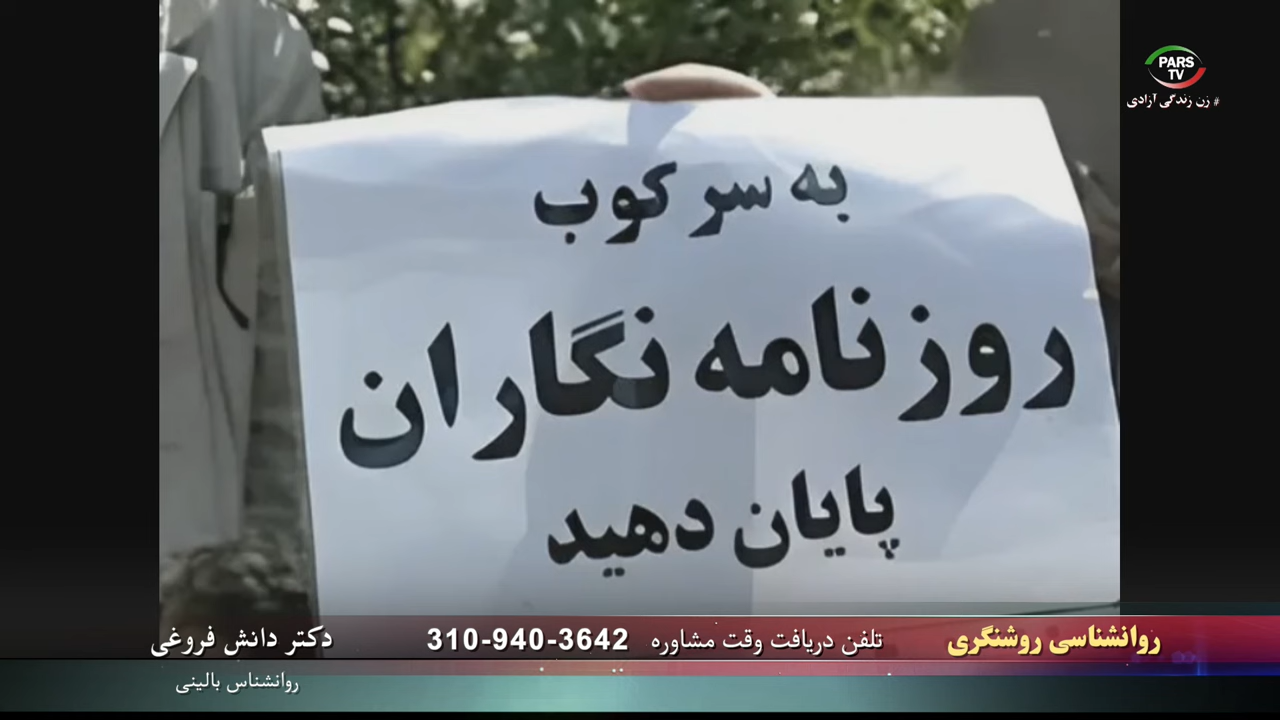 PARS
TV
# زن زندگی آزادی
به سرکوب
روزنامه نگاران
پایان دهید
روانشناسی روشنگری
تلفن دریافت وقت مشاوره 310-940-3642
دکتر دانش فروغی
روانشناس بالینی